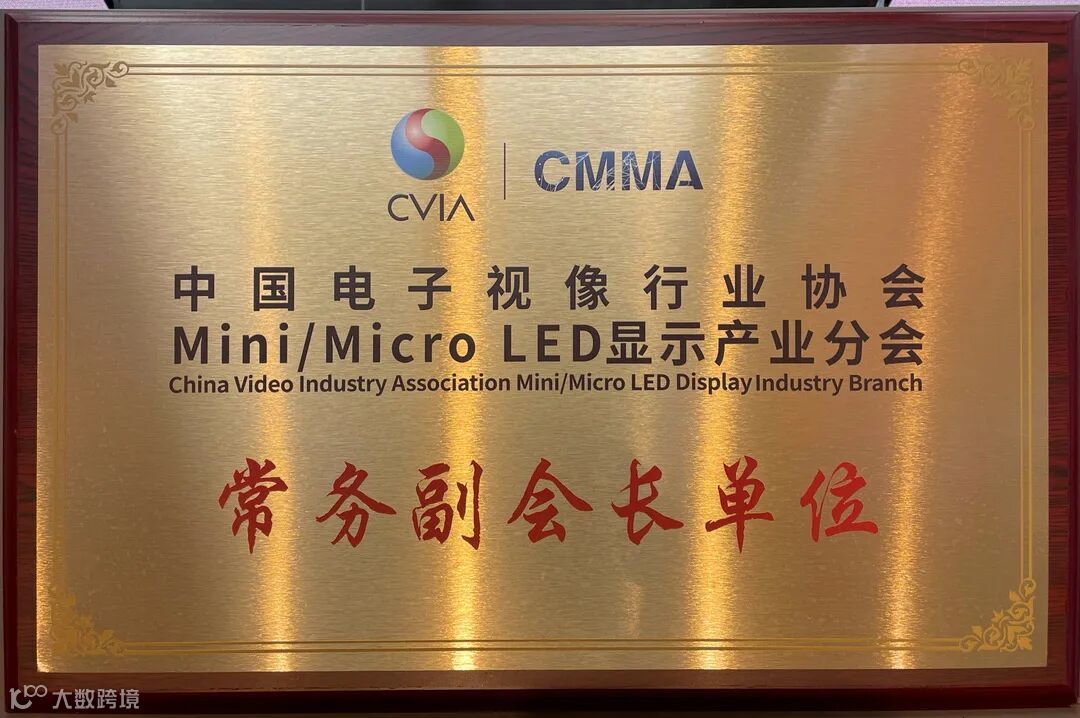 CVIA
CMMA
中国电子视像行业协会
Mini/Micro LED显示产业分会
China Video Industry Association Mini/Micro LED Display Industry Branch
常务副会长单位
大数跨境